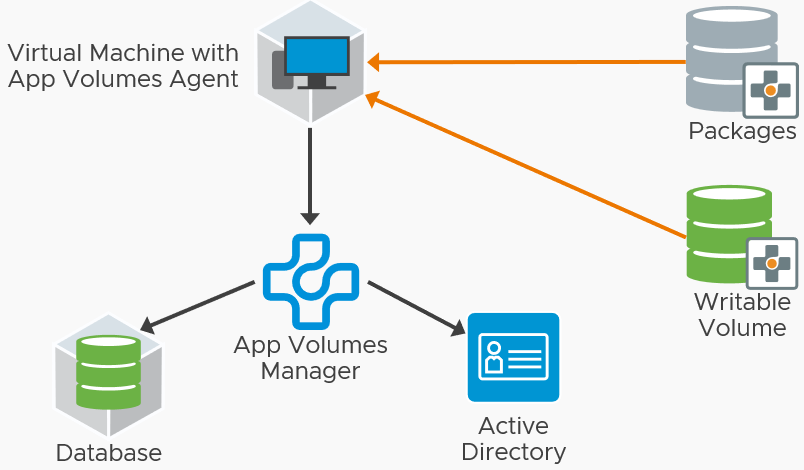 Virtual Machine with
App Volumes Agent
Packages
Writable
Volume
App Volumes
Manager
Active
Directory
Database